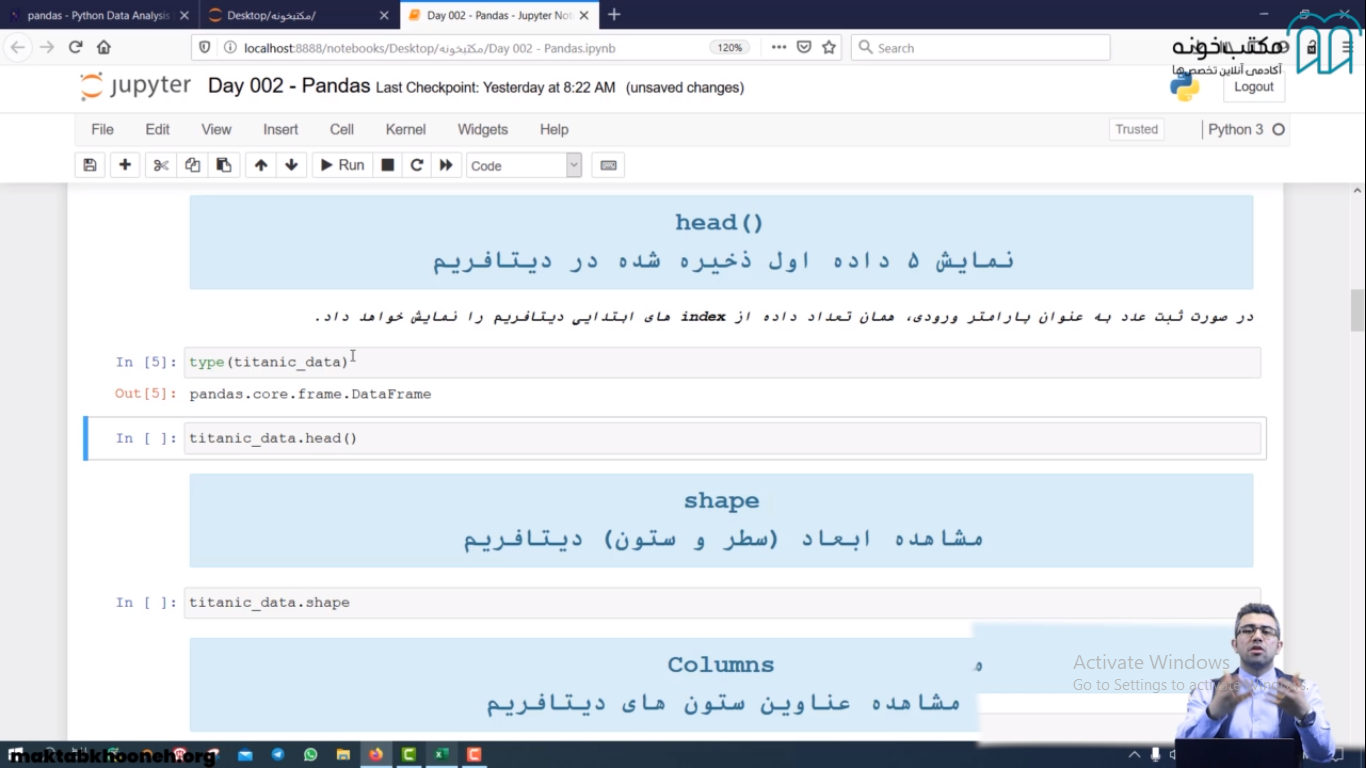 pandas - Python Data Analysis
Desktop/مکتبخونه/
Day 002 - Pandas - Jupyter Not
localhost:8888/notebooks/Desktop/مکتبخونه/Day 002 - Pandas.ipynb
120%
Search
مکتب‌خونه
آکادمی آنلاین تخصص‌ها
jupyter Day 002 - Pandas Last Checkpoint: Yesterday at 8:22 AM (unsaved changes)
Logout
File Edit View Insert Cell Kernel Widgets Help
Trusted
Python 3
Run
Code
head()
نمایش ۵ داده اول ذخیره شده در دیتافریم
در صورت ثبت عدد به عنوان پارامتر ورودی، همان تعداد داده از index های ابتدایی دیتافریم را نمایش خواهد داد.
In [5]: type(titanic_data)
Out[5]: pandas.core.frame.DataFrame
In [ ]: titanic_data.head()
shape
مشاهده ابعاد (سطر و ستون) دیتافریم
In [ ]: titanic_data.shape
Columns
مشاهده عناوین ستون های دیتافریم
Activate Windows
Go to Settings to activate Windows.
maktabkhooneh.org